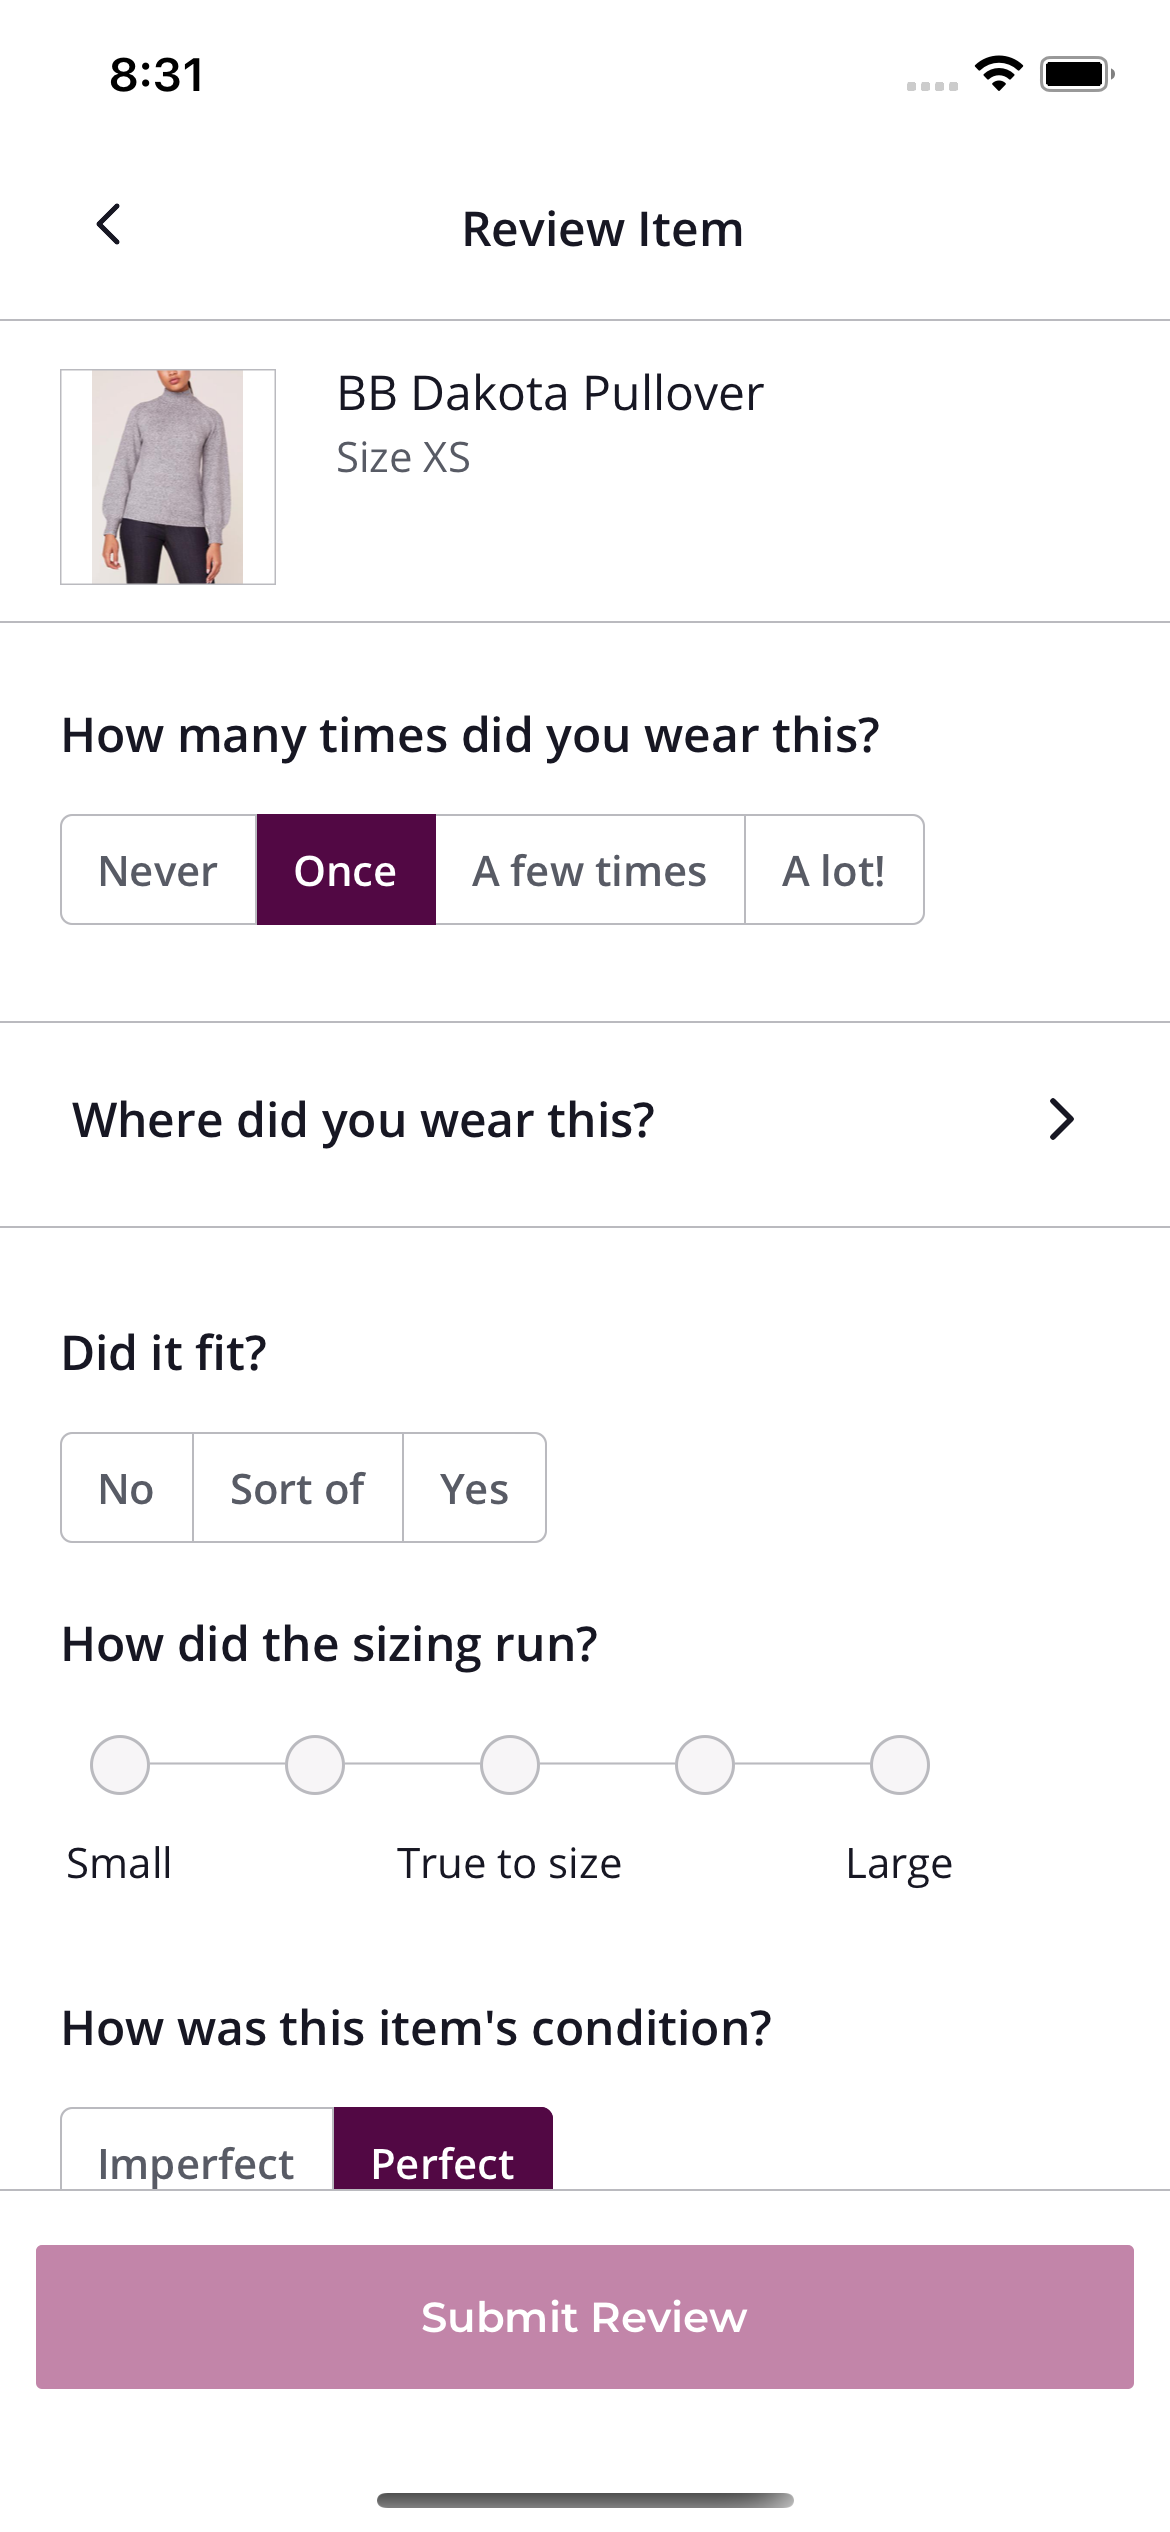 8:31
Review Item
BB Dakota Pullover
Size XS
How many times did you wear this?
Never Once A few times A lot!
Where did you wear this?
Did it fit?
No Sort of Yes
How did the sizing run?
Small True to size Large
How was this item's condition?
Imperfect Perfect
Submit Review